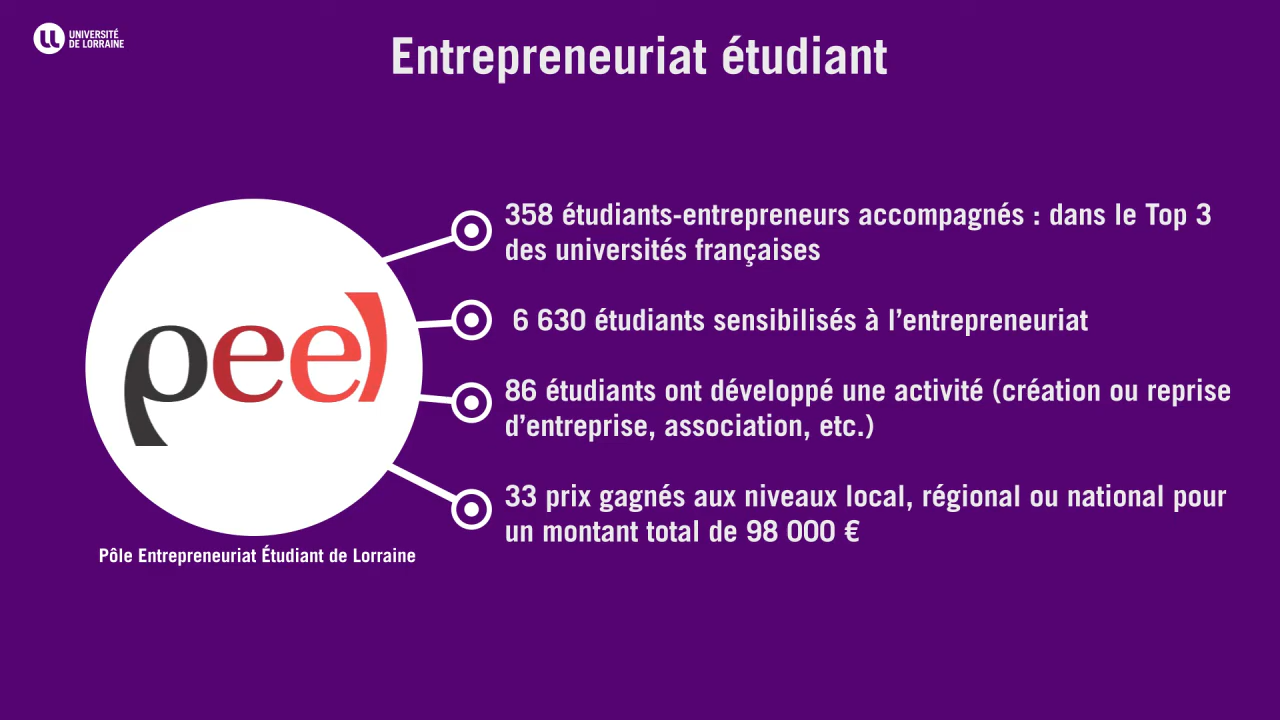 UNIVERSITÉ
DE LORRAINE
Entrepreneuriat étudiant
358 étudiants-entrepreneurs accompagnés : dans le Top 3
des universités françaises
6 630 étudiants sensibilisés à l’entrepreneuriat
86 étudiants ont développé une activité (création ou reprise
d’entreprise, association, etc.)
33 prix gagnés aux niveaux local, régional ou national pour
un montant total de 98 000 €
peel
Pôle Entrepreneuriat Étudiant de Lorraine